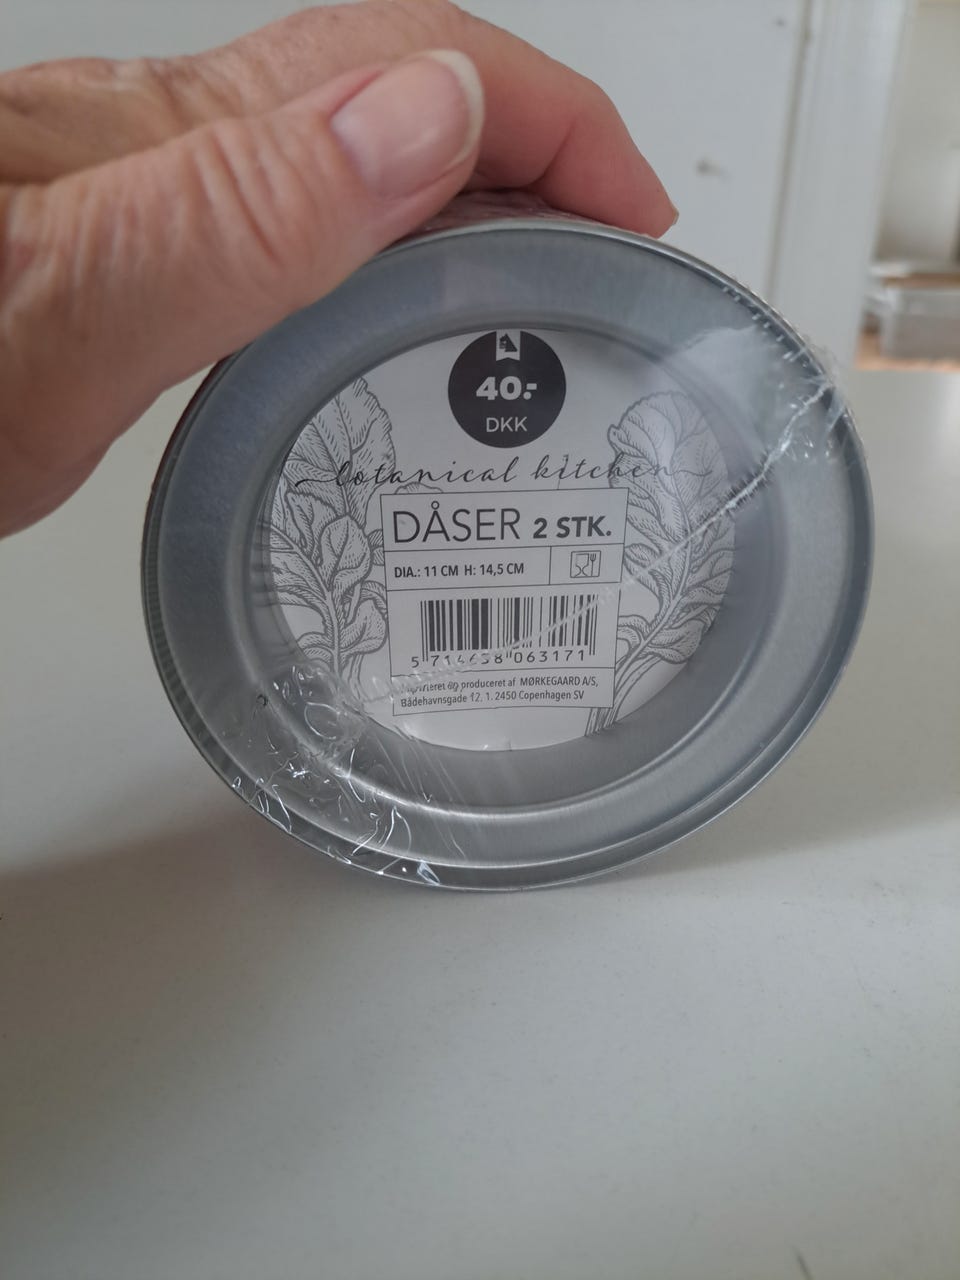 40.-
DKK
botanical kitchen
DÅSER 2 STK.
DIA.: 11 CM H: 14,5 CM
5 714658 063171
og produceret af MØRKEGAARD A/S,
Bådehavnsgade 12, 1. 2450 Copenhagen SV